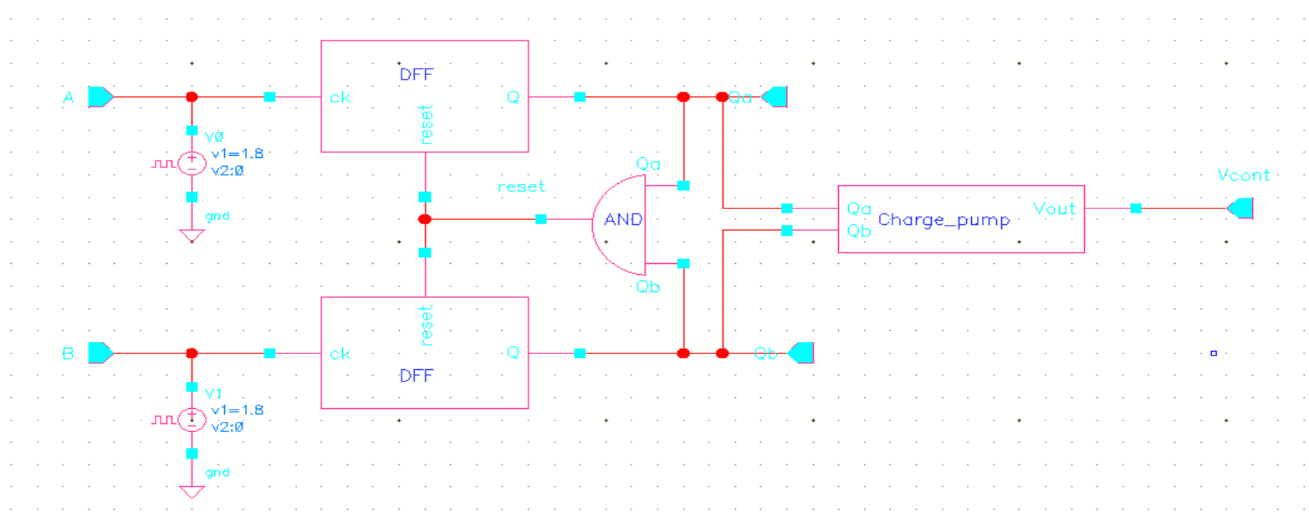 A
DFF
ck
Q
reset
Qa
V0
v1=1.8
v2:0
gnd
reset
Qa
AND
Qb
Vcont
Qa
Qb
Charge_pump
Vout
B
reset
ck
Q
DFF
Qb
V1
v1=1.8
v2:0
gnd